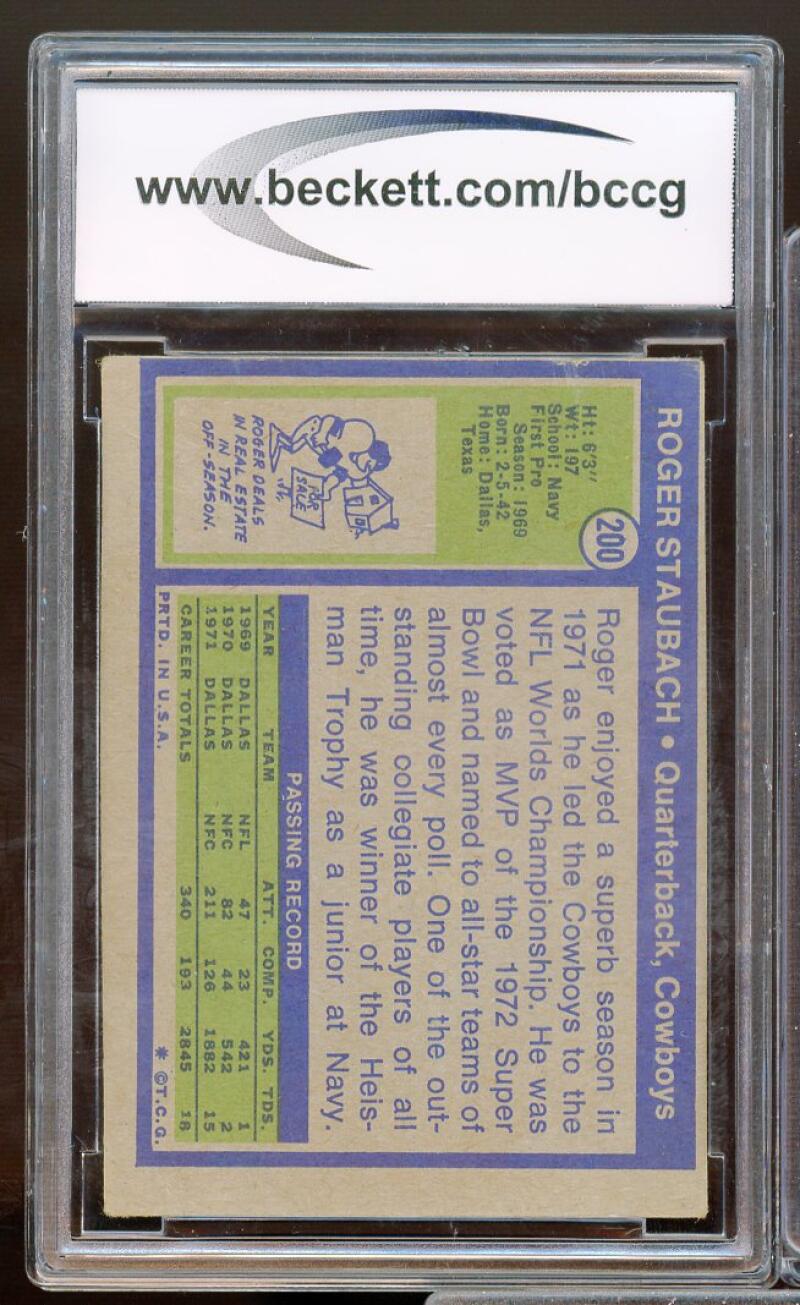 www.beckett.com/bccg
ROGER STAUBACH • Quarterback, Cowboys
200
Ht: 6'3"
Wt: 197
School: Navy
First Pro
Season: 1969
Born: 2-5-42
Home: Dallas,
Texas
FOR
SALE
ROGER DEALS
IN REAL ESTATE
IN THE
OFF-SEASON.
Roger enjoyed a superb season in
1971 as he led the Cowboys to the
NFL Worlds Championship. He was
voted as MVP of the 1972 Super
Bowl and named to all-star teams of
almost every poll. One of the out-
standing collegiate players of all
time, he was winner of the Heis-
man Trophy as a junior at Navy.
PASSING RECORD
YEAR TEAM ATT. COMP. YDS. TDS.
1969 DALLAS NFL 47 23 421 1
1970 DALLAS NFC 82 44 542 2
1971 DALLAS NFC 211 126 1882 15
CAREER TOTALS 340 193 2845 18
PRTD. IN U.S.A. * ©T.C.G.